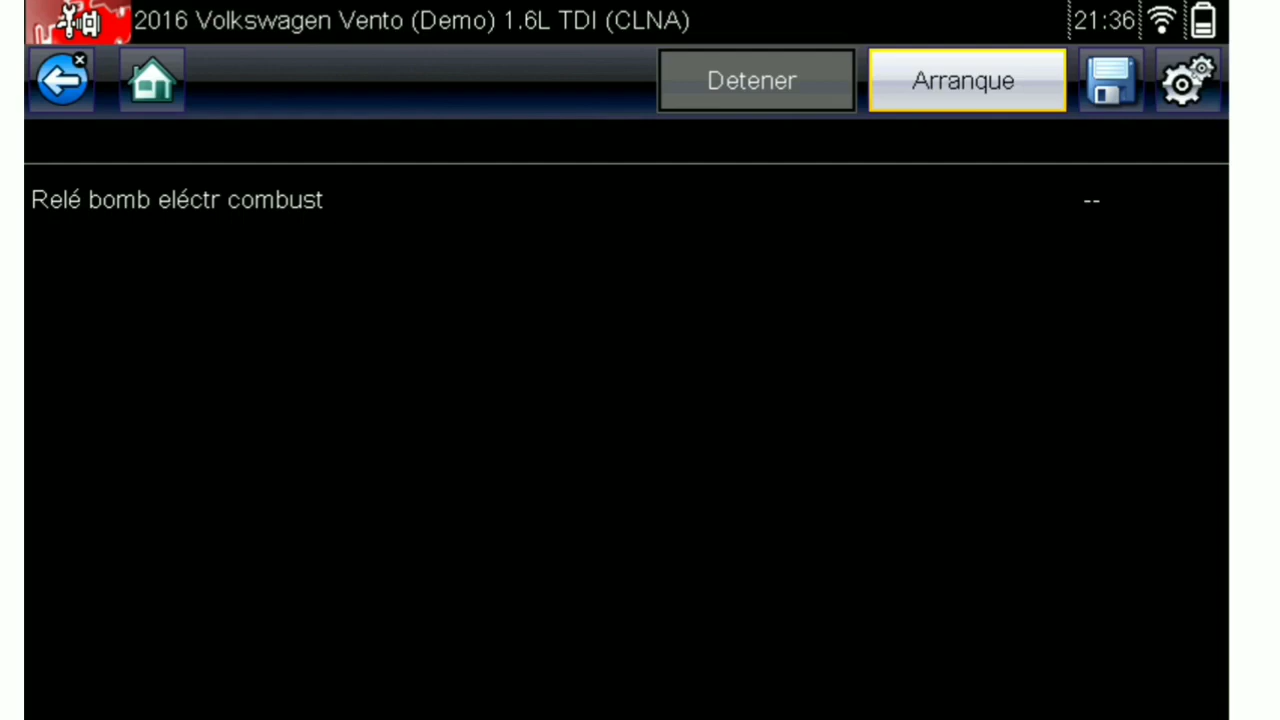 2016 Volkswagen Vento (Demo) 1.6L TDI (CLNA) 21:36
Detener Arranque
Relé bomb eléctr combust --